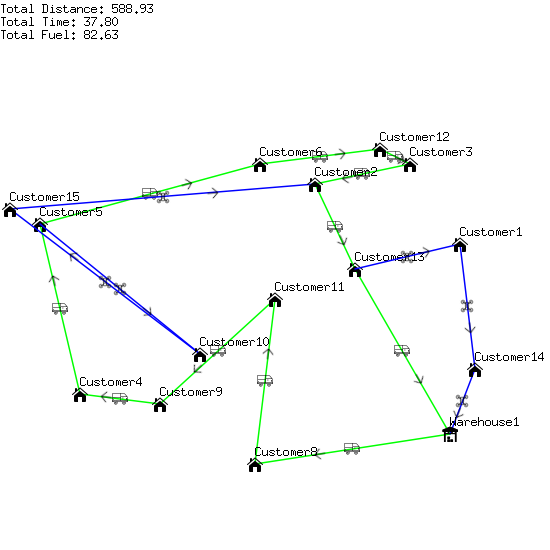 Total Distance: 588.93
Total Time: 37.80
Total Fuel: 82.63
Customer12
Customer6
Customer3
Customer2
Customer15
Customer5
Customer1
Customer13
Customer11
Customer10
Customer14
Customer4
Customer9
Warehouse1
Customer8